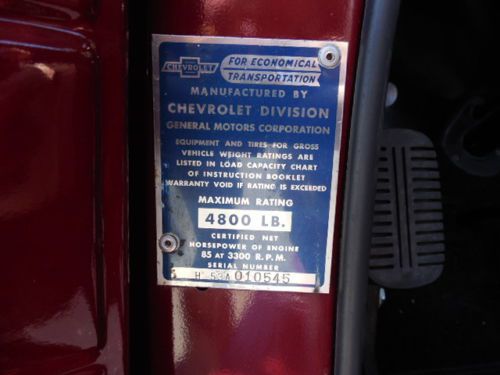 CHEVROLET
FOR ECONOMICAL
TRANSPORTATION
MANUFACTURED BY
CHEVROLET DIVISION
GENERAL MOTORS CORPORATION
EQUIPMENT AND TIRES FOR GROSS
VEHICLE WEIGHT RATINGS ARE
LISTED IN LOAD CAPACITY CHART
OF INSTRUCTION BOOKLET
WARRANTY VOID IF RATING IS EXCEEDED
MAXIMUM RATING
4800 LB.
CERTIFIED NET
HORSEPOWER OF ENGINE
85 AT 3300 R.P.M.
SERIAL NUMBER
H 53A 010545